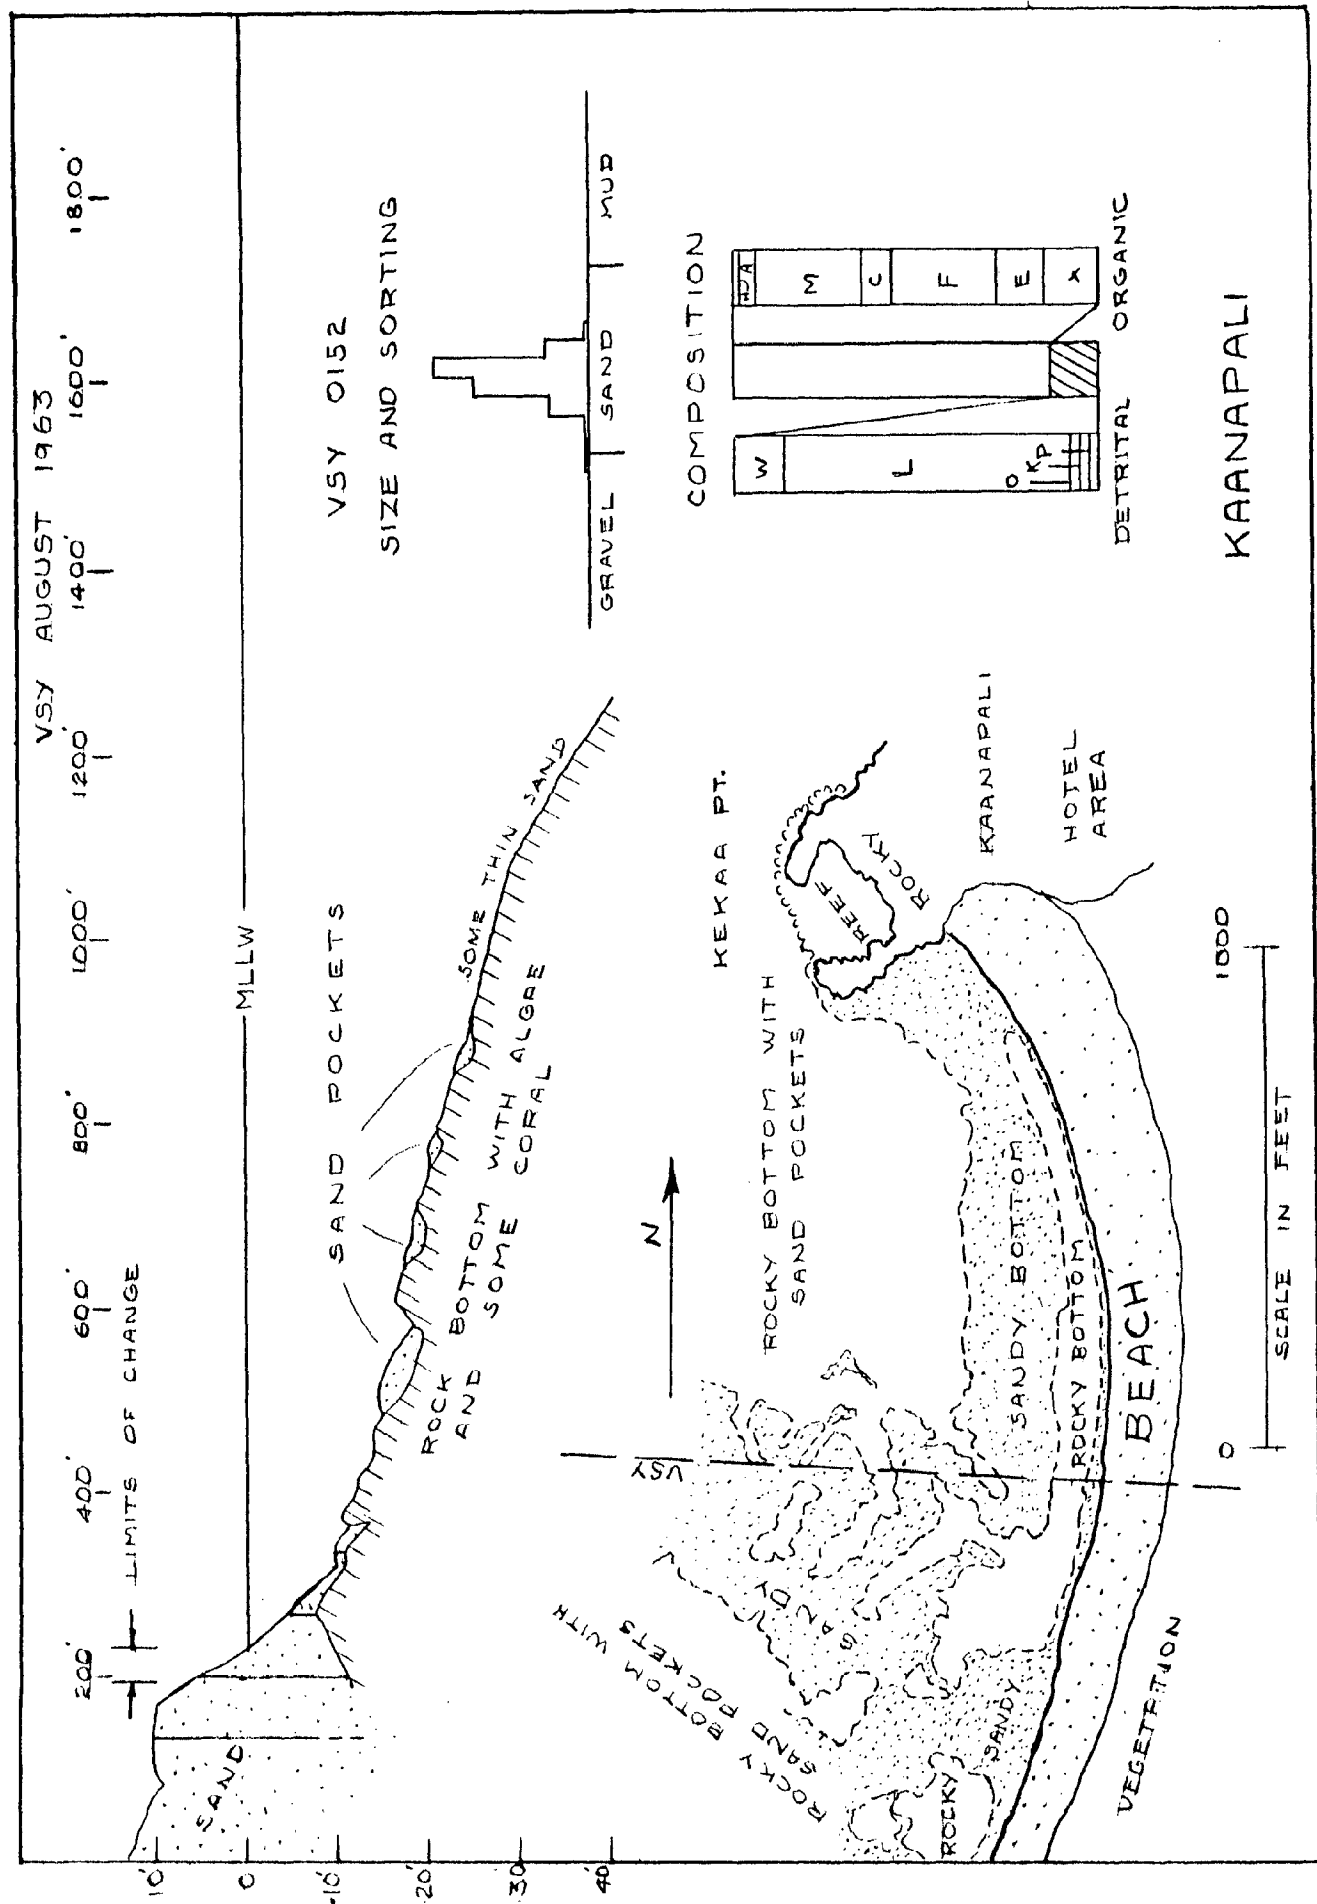 VSY AUGUST 1963
200' 400' 600' 800' 1000' 1200' 1400' 1600' 1800'
LIMITS OF CHANGE
10'
0
-10'
-20'
-30'
40'
MLLW
SAND
SAND POCKETS
SOME THIN SAND
ROCK BOTTOM WITH ALGAE
AND SOME CORAL
VSY 0152
SIZE AND SORTING
GRAVEL SAND MUD
COMPOSITION
W
L
O
K
P
A
M
C
F
E
X
DETRITAL ORGANIC
KAANAPALI
N
VSY
KEKAA PT.
REEF
ROCKY
KAANAPALI
HOTEL
AREA
ROCKY BOTTOM WITH
SAND POCKETS
ROCKY BOTTOM WITH
SAND POCKETS
SANDY
SANDY BOTTOM
ROCKY BOTTOM
BEACH
ROCKY
SANDY
VEGETATION
0 1000
SCALE IN FEET